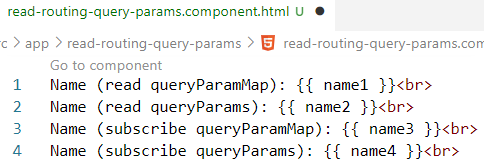 read-routing-query-params.component.html U ●
rc > app > read-routing-query-params > read-routing-query-params.com
Go to component
1 Name (read queryParamMap): {{ name1 }}<br>
2 Name (read queryParams): {{ name2 }}<br>
3 Name (subscribe queryParamMap): {{ name3 }}<br>
4 Name (subscribe queryParams): {{ name4 }}<br>